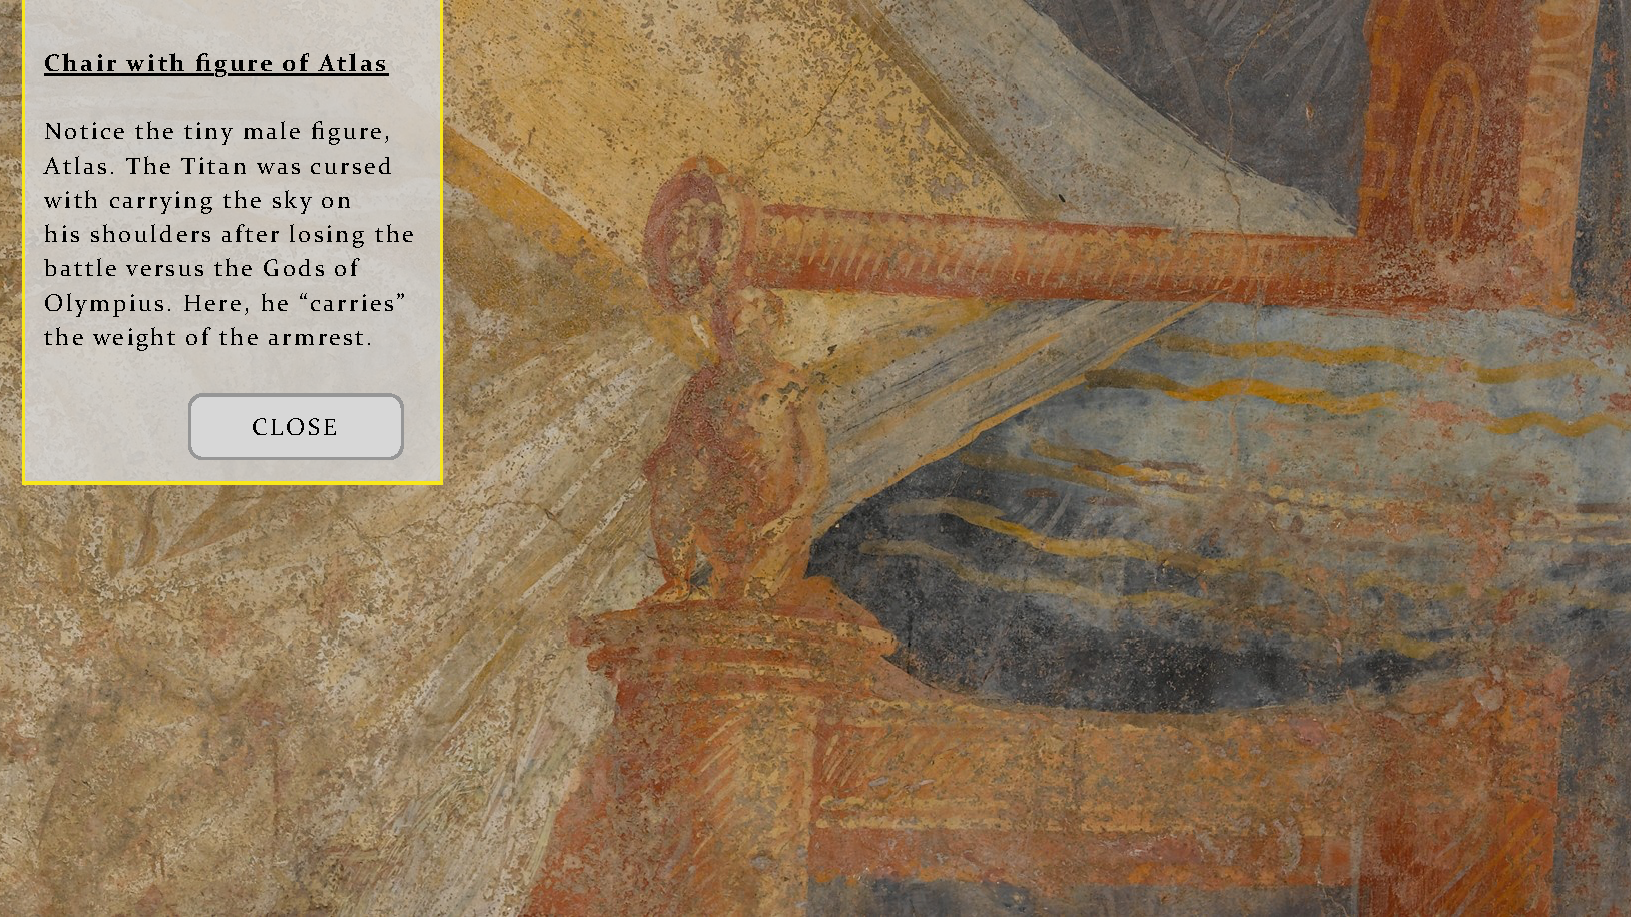 Chair with figure of Atlas
Notice the tiny male figure,
Atlas. The Titan was cursed
with carrying the sky on
his shoulders after losing the
battle versus the Gods of
Olympius. Here, he “carries”
the weight of the armrest.
CLOSE